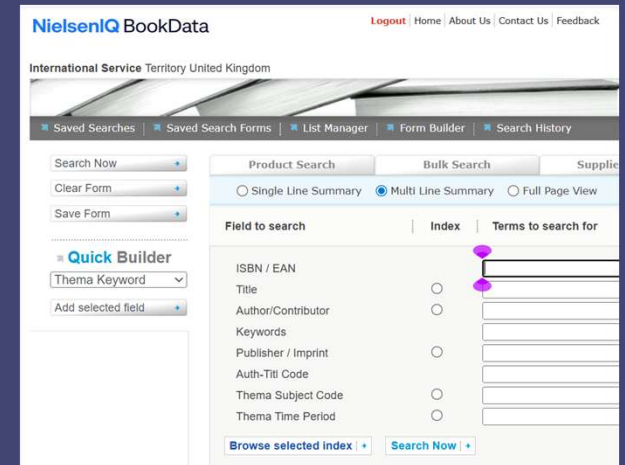 NielsenIQ BookData
Logout | Home | About Us | Contact Us | Feedback
International Service Territory United Kingdom
Saved Searches | Saved Search Forms | List Manager | Form Builder | Search History
Search Now
Clear Form
Save Form
Quick Builder
Thema Keyword
Add selected field
Product Search Bulk Search Supplie
Single Line Summary Multi Line Summary Full Page View
Field to search | Index | Terms to search for
ISBN / EAN
Title
Author/Contributor
Keywords
Publisher / Imprint
Auth-Titl Code
Thema Subject Code
Thema Time Period
Browse selected index Search Now